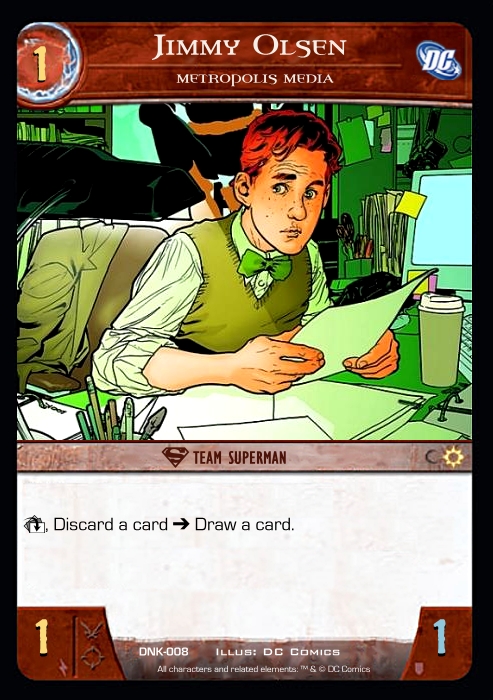 1
JIMMY OLSEN
METROPOLIS MEDIA
DC
TEAM SUPERMAN
C
, Discard a card ➔ Draw a card.
1
1
DNK-008 ILLUS: DC COMICS
All characters and related elements: ™ & © DC Comics